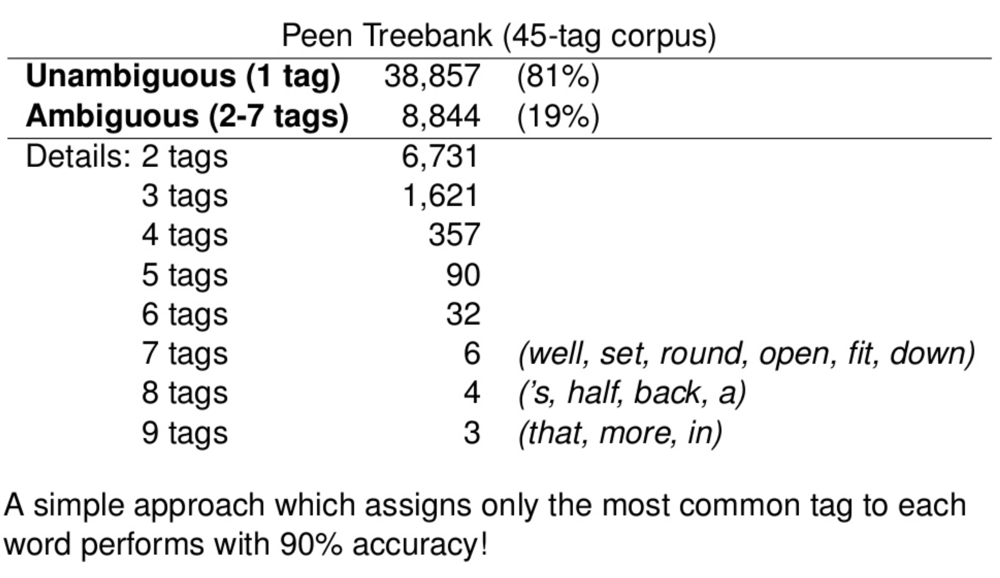 Peen Treebank (45-tag corpus)
Unambiguous (1 tag) 38,857 (81%)
Ambiguous (2-7 tags) 8,844 (19%)
Details: 2 tags 6,731
3 tags 1,621
4 tags 357
5 tags 90
6 tags 32
7 tags 6 (well, set, round, open, fit, down)
8 tags 4 ('s, half, back, a)
9 tags 3 (that, more, in)
A simple approach which assigns only the most common tag to each
word performs with 90% accuracy!